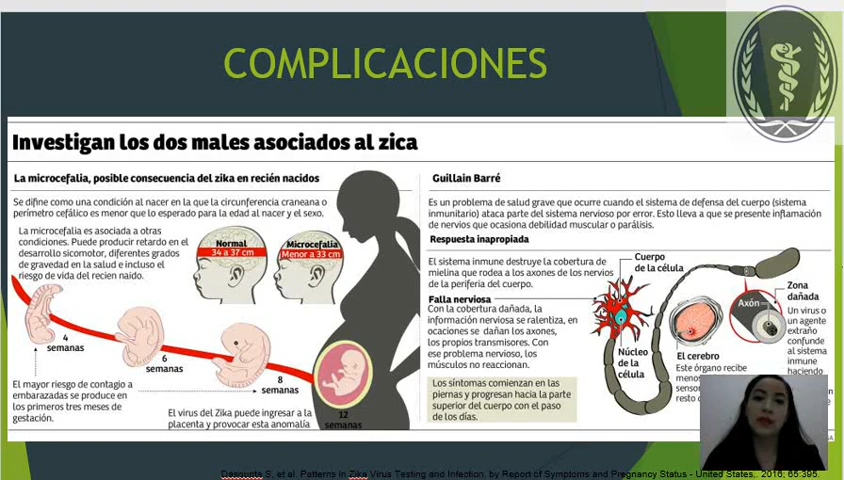 COMPLICACIONES
Investigan los dos males asociados al zica
La microcefalia, posible consecuencia del zika en recién nacidos
Se define como una condición al nacer en la que la circunferencia craneana o
perímetro cefálico es menor que lo esperado para la edad al nacer y el sexo.
La microcefalia es asociada a otras
condiciones. Puede producir retardo en el
desarrollo sicomotor, diferentes grados
de gravedad en la salud e incluso el
riesgo de vida del recien naido.
Normal
34 a 37 cm
Microcefalia
Menor a 33 cm
4
semanas
6
semanas
8
semanas
12
semanas
El mayor riesgo de contagio a
embarazadas se produce en
los primeros tres meses de
gestación.
El virus del Zika puede ingresar a la
placenta y provocar esta anomalía
Guillain Barré
Es un problema de salud grave que ocurre cuando el sistema de defensa del cuerpo (sistema
inmunitario) ataca parte del sistema nervioso por error. Esto lleva a que se presente inflamación
de nervios que ocasiona debilidad muscular o parálisis.
Respuesta inapropiada
El sistema inmune destruye la cobertura de
mielina que rodea a los axones de los nervios
de la periferia del cuerpo.
Falla nerviosa
Con la cobertura dañada, la
información nerviosa se ralentiza, en
ocaciones se dañan los axones,
los propios transmisores. Con
ese problema nervioso, los
músculos no reaccionan.
Los síntomas comienzan en las
piernas y progresan hacia la parte
superior del cuerpo con el paso
de los días.
Cuerpo
de la célula
Núcleo
de la
célula
El cerebro
Este órgano recibe
menos
senso
resto
Axón
Zona
dañada
Un virus o
un agente
extraño
confunde
al sistema
inmune
haciendo
Dasgupta S, et al. Patterns in Zika Virus Testing and Infection, by Report of Symptoms and Pregnancy Status - United States, 2016; 65:395.